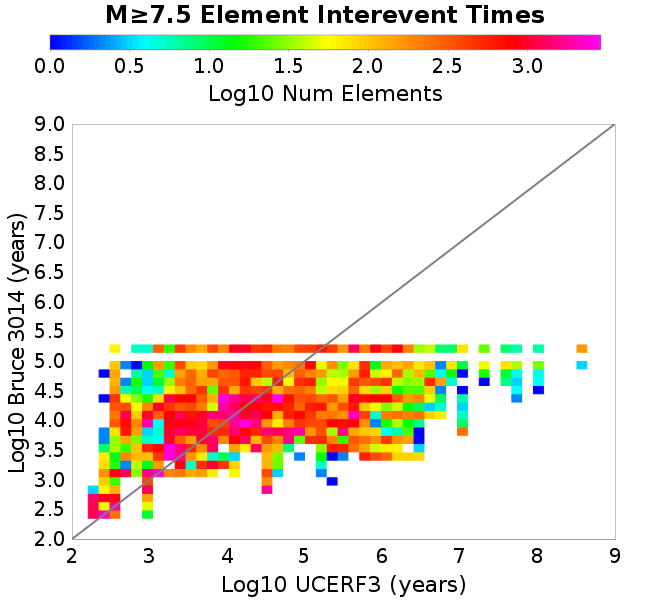 M≥7.5 Element Interevent Times
0.0 0.5 1.0 1.5 2.0 2.5 3.0
Log10 Num Elements
Log10 Bruce 3014 (years)
9.0
8.5
8.0
7.5
7.0
6.5
6.0
5.5
5.0
4.5
4.0
3.5
3.0
2.5
2.0
2 3 4 5 6 7 8 9
Log10 UCERF3 (years)